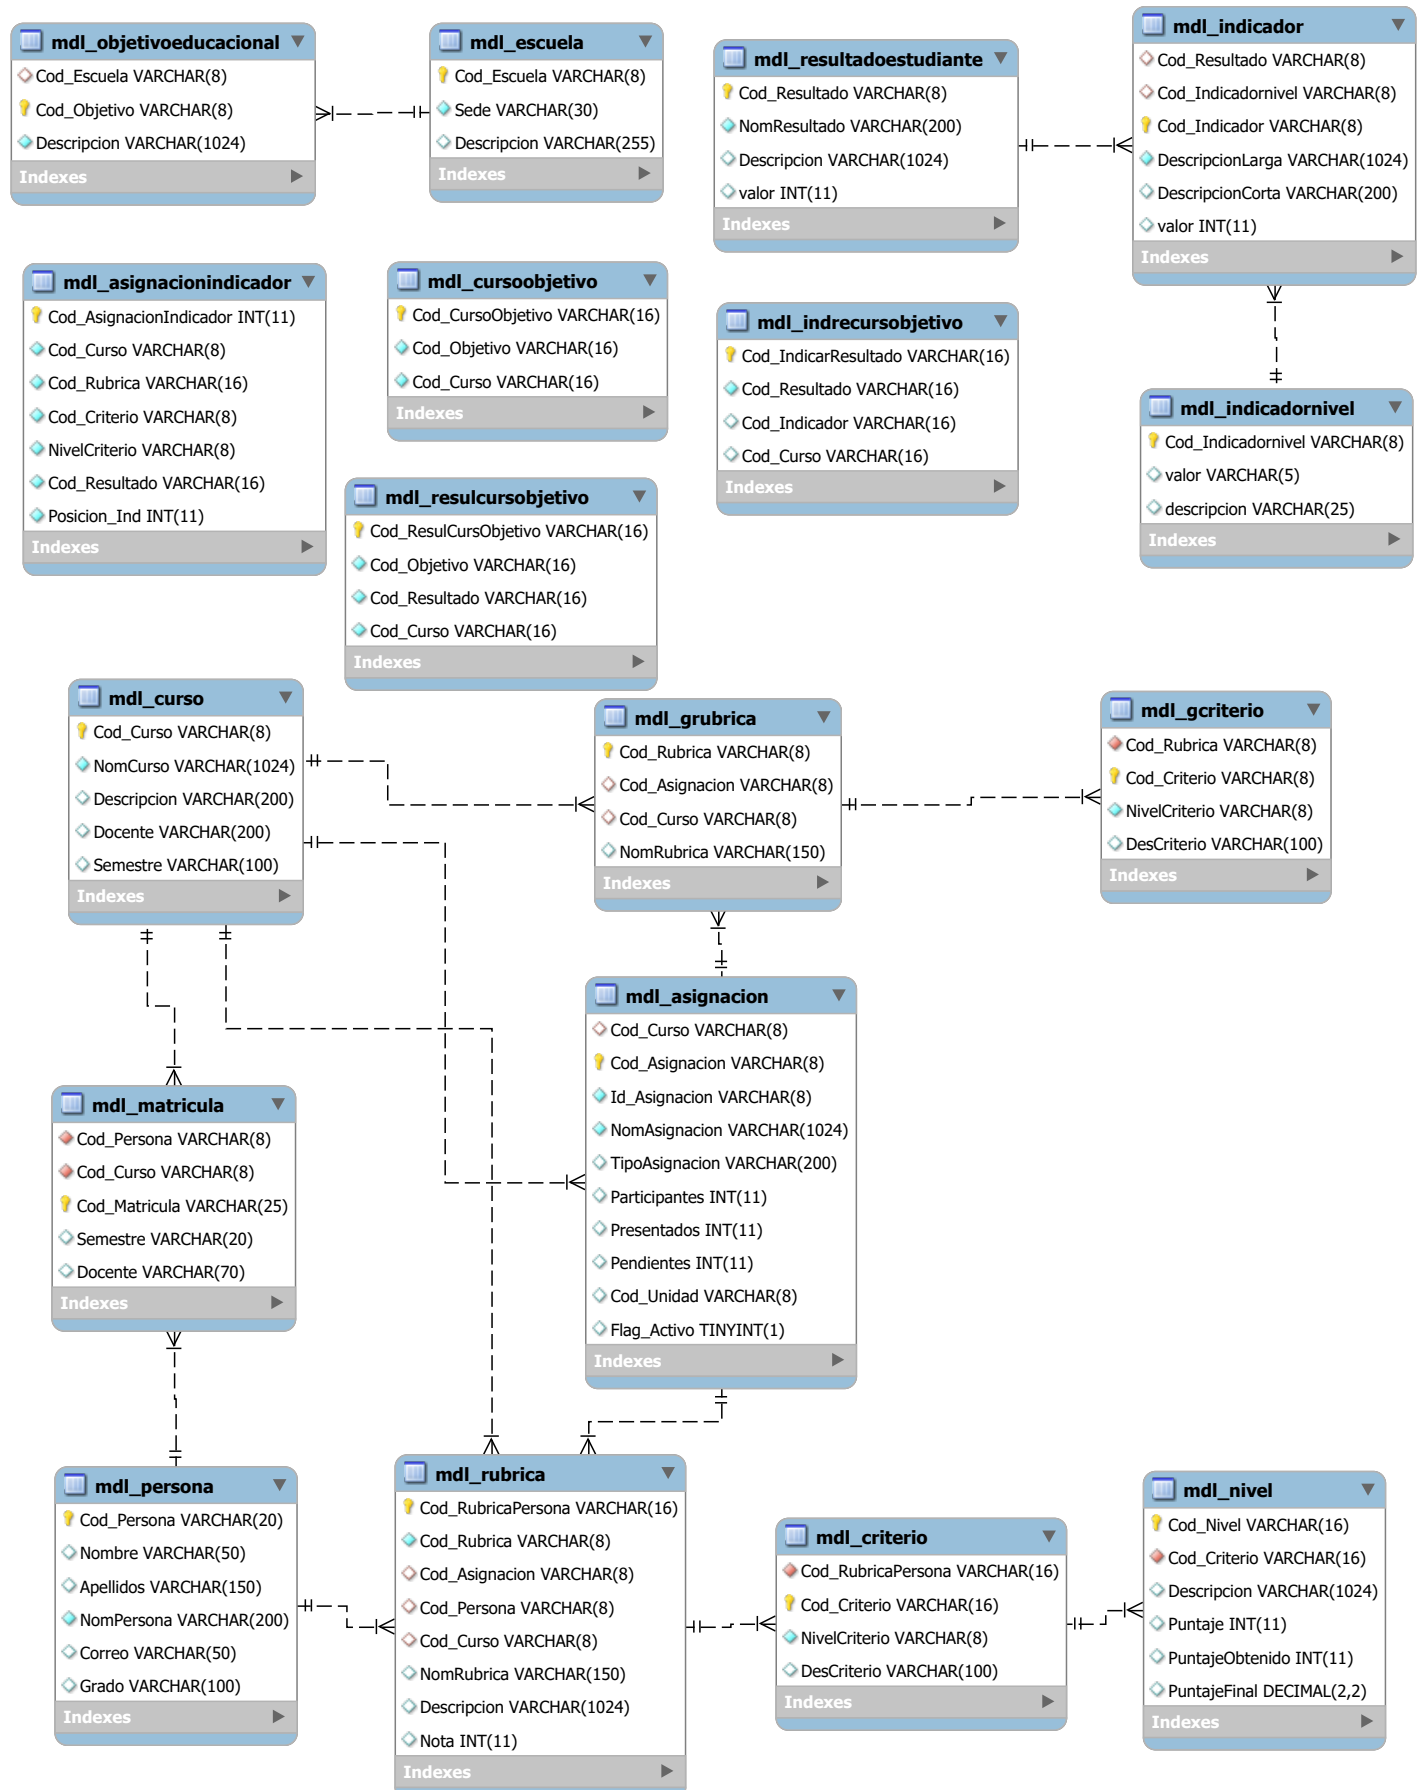 mdl_objetivoeducacional
Cod_Escuela VARCHAR(8)
Cod_Objetivo VARCHAR(8)
Descripcion VARCHAR(1024)
Indexes
mdl_escuela
Cod_Escuela VARCHAR(8)
Sede VARCHAR(30)
Descripcion VARCHAR(255)
Indexes
mdl_resultadoestudiante
Cod_Resultado VARCHAR(8)
NomResultado VARCHAR(200)
Descripcion VARCHAR(1024)
valor INT(11)
Indexes
mdl_indicador
Cod_Resultado VARCHAR(8)
Cod_Indicadornivel VARCHAR(8)
Cod_Indicador VARCHAR(8)
DescripcionLarga VARCHAR(1024)
DescripcionCorta VARCHAR(200)
valor INT(11)
Indexes
mdl_asignacionindicador
Cod_AsignacionIndicador INT(11)
Cod_Curso VARCHAR(8)
Cod_Rubrica VARCHAR(16)
Cod_Criterio VARCHAR(8)
NivelCriterio VARCHAR(8)
Cod_Resultado VARCHAR(16)
Posicion_Ind INT(11)
Indexes
mdl_cursoobjetivo
Cod_CursoObjetivo VARCHAR(16)
Cod_Objetivo VARCHAR(16)
Cod_Curso VARCHAR(16)
Indexes
mdl_indrecursobjetivo
Cod_IndicarResultado VARCHAR(16)
Cod_Resultado VARCHAR(16)
Cod_Indicador VARCHAR(16)
Cod_Curso VARCHAR(16)
Indexes
mdl_indicadornivel
Cod_Indicadornivel VARCHAR(8)
valor VARCHAR(5)
descripcion VARCHAR(25)
Indexes
mdl_resulcursobjetivo
Cod_ResulCursObjetivo VARCHAR(16)
Cod_Objetivo VARCHAR(16)
Cod_Resultado VARCHAR(16)
Cod_Curso VARCHAR(16)
Indexes
mdl_curso
Cod_Curso VARCHAR(8)
NomCurso VARCHAR(1024)
Descripcion VARCHAR(200)
Docente VARCHAR(200)
Semestre VARCHAR(100)
Indexes
mdl_grubrica
Cod_Rubrica VARCHAR(8)
Cod_Asignacion VARCHAR(8)
Cod_Curso VARCHAR(8)
NomRubrica VARCHAR(150)
Indexes
mdl_gcriterio
Cod_Rubrica VARCHAR(8)
Cod_Criterio VARCHAR(8)
NivelCriterio VARCHAR(8)
DesCriterio VARCHAR(100)
Indexes
mdl_asignacion
Cod_Curso VARCHAR(8)
Cod_Asignacion VARCHAR(8)
Id_Asignacion VARCHAR(8)
NomAsignacion VARCHAR(1024)
TipoAsignacion VARCHAR(200)
Participantes INT(11)
Presentados INT(11)
Pendientes INT(11)
Cod_Unidad VARCHAR(8)
Flag_Activo TINYINT(1)
Indexes
mdl_matricula
Cod_Persona VARCHAR(8)
Cod_Curso VARCHAR(8)
Cod_Matricula VARCHAR(25)
Semestre VARCHAR(20)
Docente VARCHAR(70)
Indexes
mdl_persona
Cod_Persona VARCHAR(20)
Nombre VARCHAR(50)
Apellidos VARCHAR(150)
NomPersona VARCHAR(200)
Correo VARCHAR(50)
Grado VARCHAR(100)
Indexes
mdl_rubrica
Cod_RubricaPersona VARCHAR(16)
Cod_Rubrica VARCHAR(8)
Cod_Asignacion VARCHAR(8)
Cod_Persona VARCHAR(8)
Cod_Curso VARCHAR(8)
NomRubrica VARCHAR(150)
Descripcion VARCHAR(1024)
Nota INT(11)
Indexes
mdl_criterio
Cod_RubricaPersona VARCHAR(16)
Cod_Criterio VARCHAR(16)
NivelCriterio VARCHAR(8)
DesCriterio VARCHAR(100)
Indexes
mdl_nivel
Cod_Nivel VARCHAR(16)
Cod_Criterio VARCHAR(16)
Descripcion VARCHAR(1024)
Puntaje INT(11)
PuntajeObtenido INT(11)
PuntajeFinal DECIMAL(2,2)
Indexes